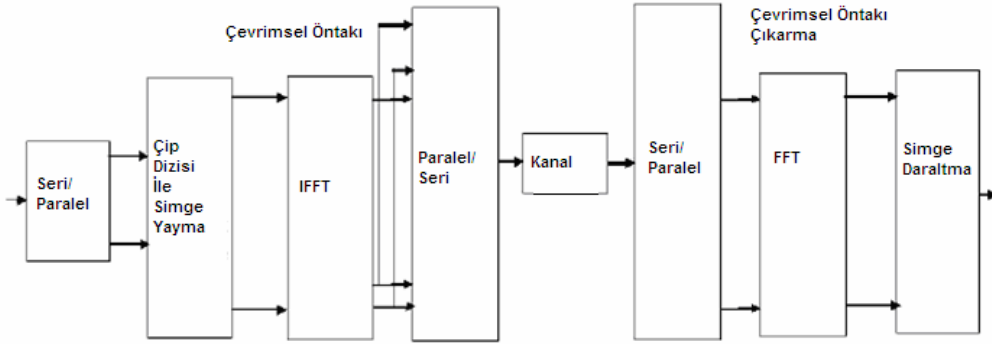 Çevrimsel Öntakı
Çevrimsel Öntakı
Çıkarma
Seri/
Paralel
Çip
Dizisi
İle
Simge
Yayma
IFFT
Paralel/
Seri
Kanal
Seri/
Paralel
FFT
Simge
Daraltma